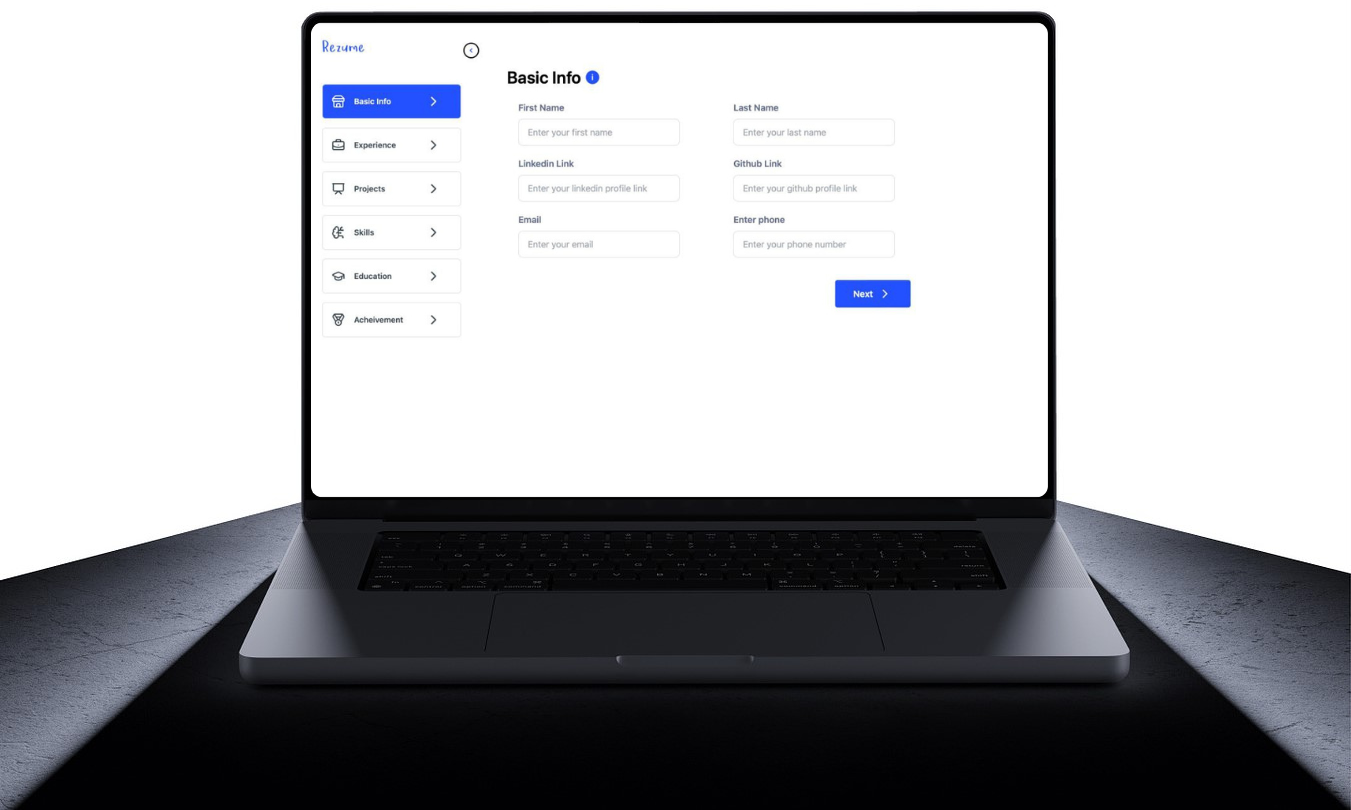 Rezume
Basic Info
Experience
Projects
Skills
Education
Acheivement
Basic Info
First Name
Last Name
Enter your first name
Enter your last name
Linkedin Link
Github Link
Enter your linkedin profile link
Enter your github profile link
Email
Enter phone
Enter your email
Enter your phone number
Next